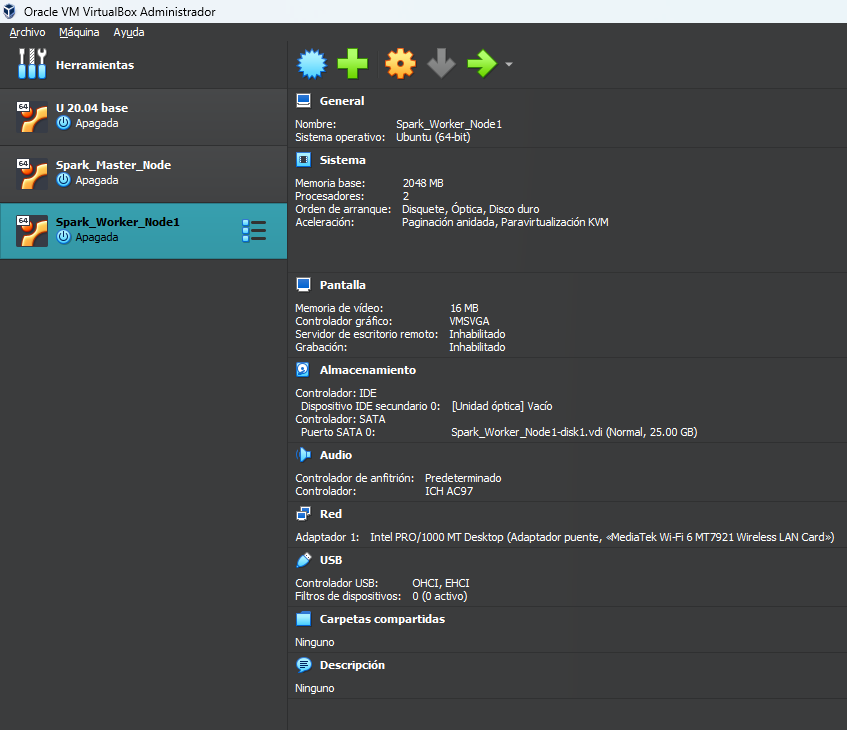 Oracle VM VirtualBox Administrador
Archivo Máquina Ayuda
Herramientas
64
U 20.04 base
Apagada
64
Spark_Master_Node
Apagada
64
Spark_Worker_Node1
Apagada
General
Nombre: Spark_Worker_Node1
Sistema operativo: Ubuntu (64-bit)
Sistema
Memoria base: 2048 MB
Procesadores: 2
Orden de arranque: Disquete, Óptica, Disco duro
Aceleración: Paginación anidada, Paravirtualización KVM
Pantalla
Memoria de vídeo: 16 MB
Controlador gráfico: VMSVGA
Servidor de escritorio remoto: Inhabilitado
Grabación: Inhabilitado
Almacenamiento
Controlador: IDE
Dispositivo IDE secundario 0: [Unidad óptica] Vacío
Controlador: SATA
Puerto SATA 0: Spark_Worker_Node1-disk1.vdi (Normal, 25.00 GB)
Audio
Controlador de anfitrión: Predeterminado
Controlador: ICH AC97
Red
Adaptador 1: Intel PRO/1000 MT Desktop (Adaptador puente, «MediaTek Wi-Fi 6 MT7921 Wireless LAN Card»)
USB
Controlador USB: OHCI, EHCI
Filtros de dispositivos: 0 (0 activo)
Carpetas compartidas
Ninguno
Descripción
Ninguno